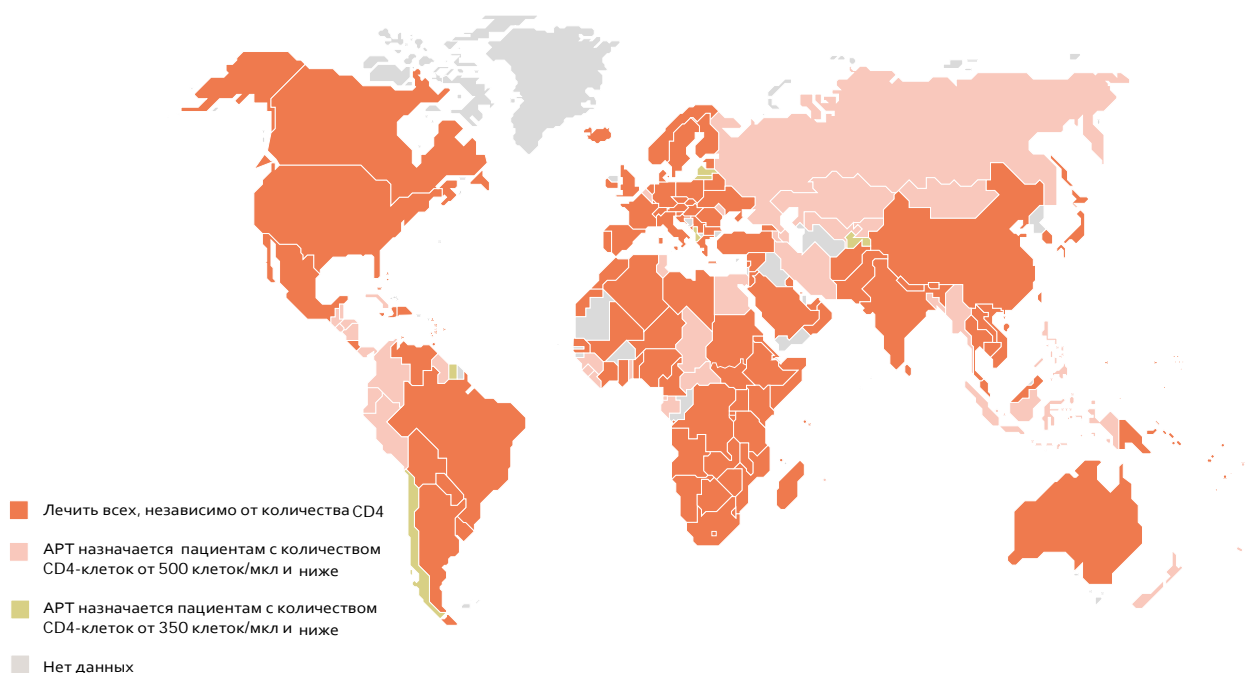 Лечить всех, независимо от количества CD4
АРТ назначается пациентам с количеством
CD4-клеток от 500 клеток/мкл и ниже
АРТ назначается пациентам с количеством
CD4-клеток от 350 клеток/мкл и ниже
Нет данных